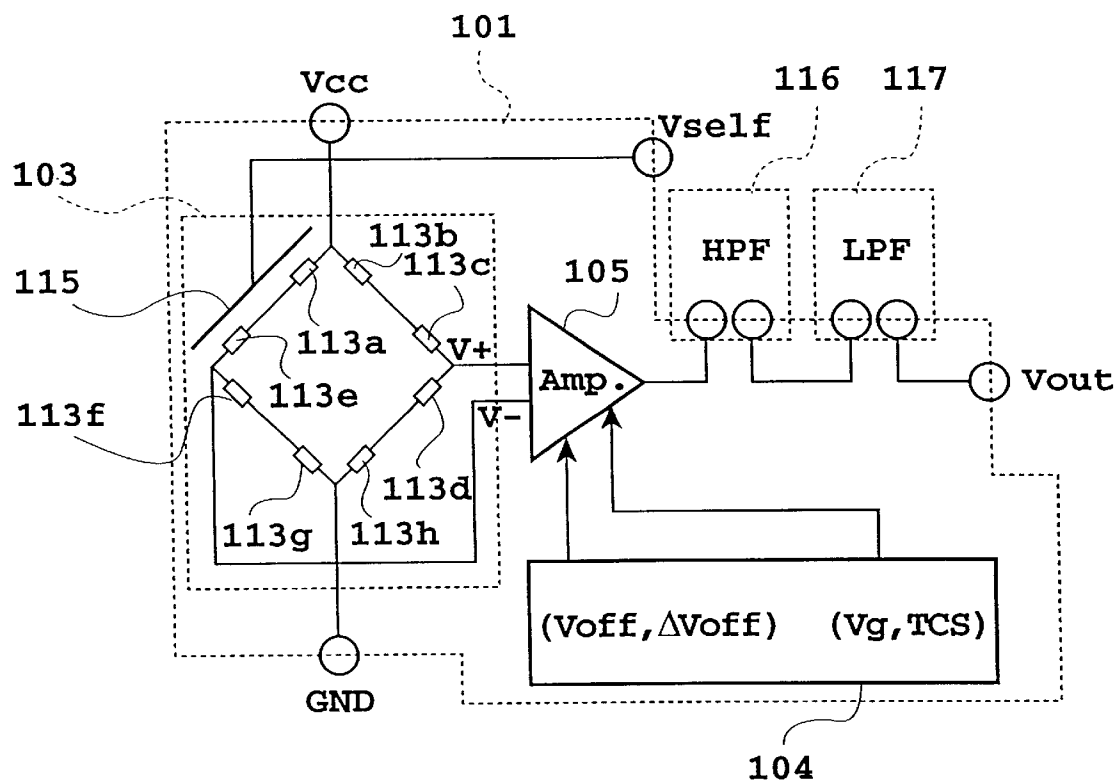 101
Vcc
116
117
Vself
103
113b
113c
HPF
LPF
115
105
113a
V+
Amp.
Vout
113e
V-
113f
113d
113g
113h
(Voff,ΔVoff)
(Vg,TCS)
GND
104